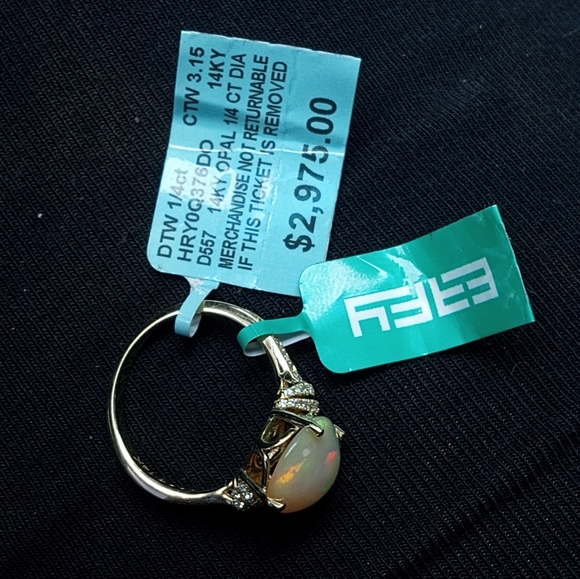 DTW 1/4ct CTW 3.15
HRY0Q376DO 14KY
D557 14KY OPAL 1/4 CT DIA
MERCHANDISE NOT RETURNABLE
IF THIS TICKET IS REMOVED
$2,975.00
EFFY